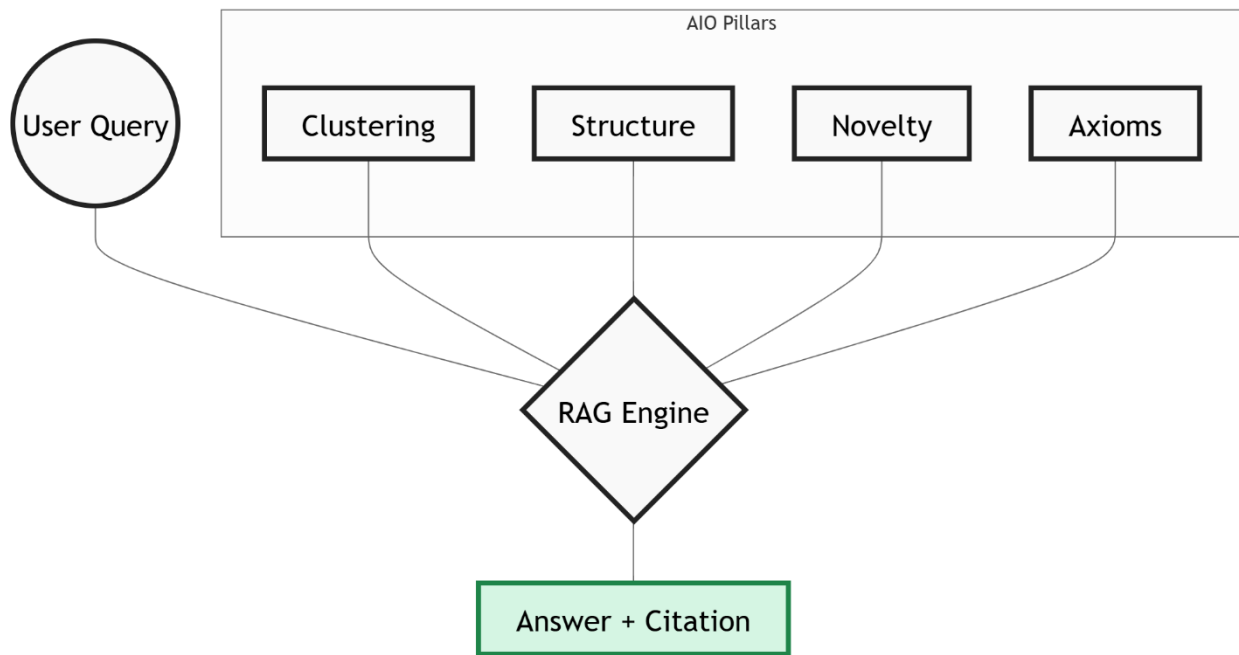 AIO Pillars
User Query
Clustering
Structure
Novelty
Axioms
RAG Engine
Answer + Citation